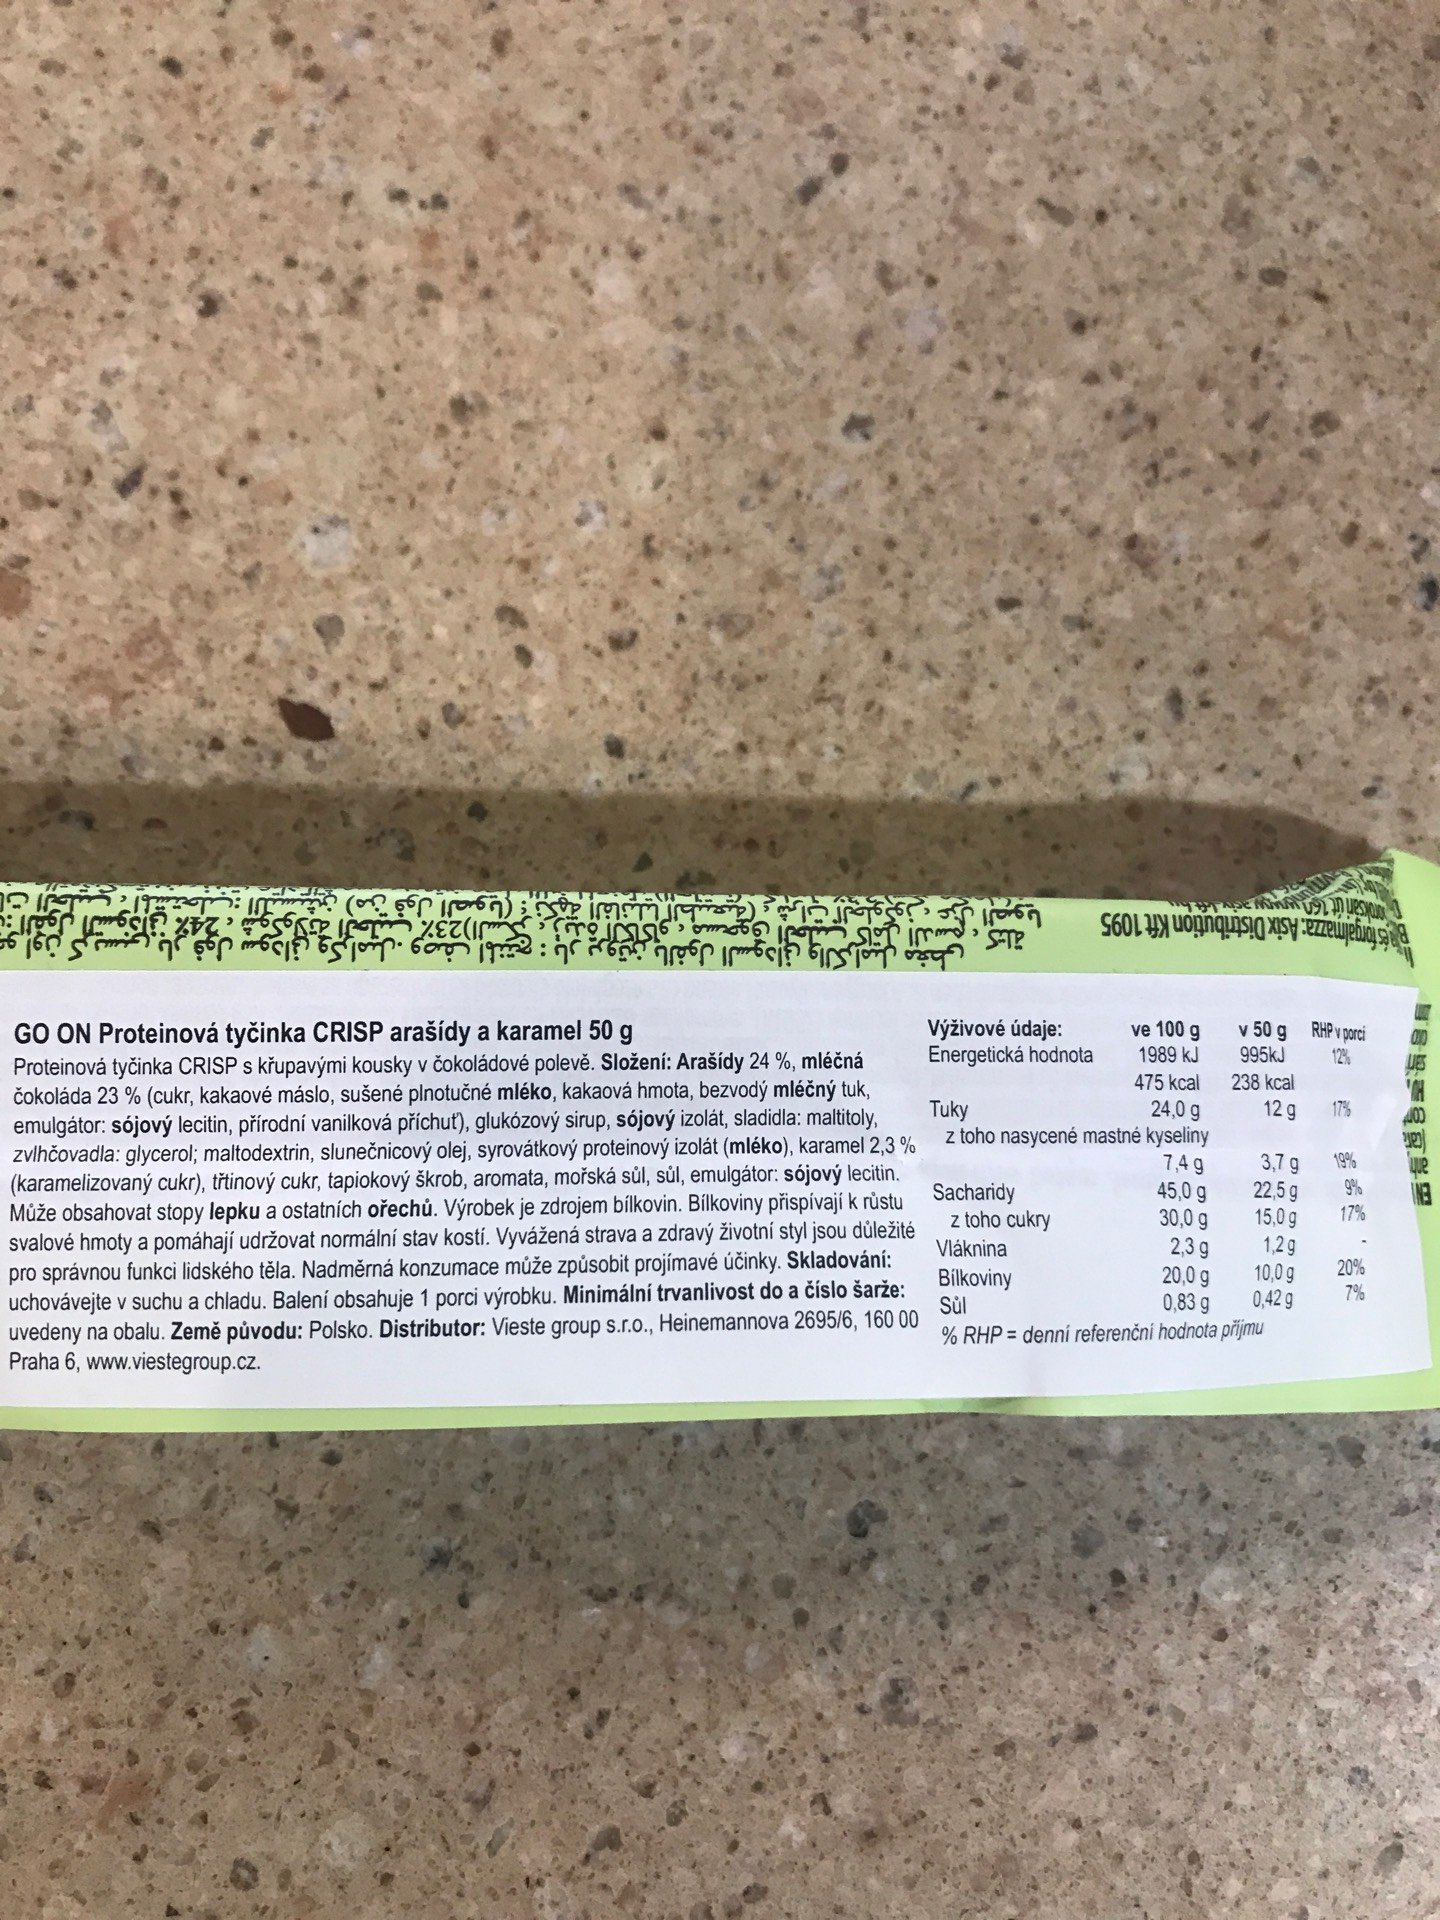 GO ON Proteinová tyčinka CRISP arašídy a karamel 50 g
Proteinová tyčinka CRISP s křupavými kousky v čokoládové polevě. Složení: Arašídy 24 %, mléčná
čokoláda 23 % (cukr, kakaové máslo, sušené plnotučné mléko, kakaová hmota, bezvodý mléčný tuk,
emulgátor: sójový lecitin, přírodní vanilková příchuť), glukózový sirup, sójový izolát, sladidla: maltitoly,
zvlhčovadla: glycerol; maltodextrin, slunečnicový olej, syrovátkový proteinový izolát (mléko), karamel 2,3 %
(karamelizovaný cukr), třtinový cukr, tapiokový škrob, aromata, mořská sůl, sůl, emulgátor: sójový lecitin.
Může obsahovat stopy lepku a ostatních ořechů. Výrobek je zdrojem bílkovin. Bílkoviny přispívají k růstu
svalové hmoty a pomáhají udržovat normální stav kostí. Vyvážená strava a zdravý životní styl jsou důležité
pro správnou funkci lidského těla. Nadměrná konzumace může způsobit projímavé účinky. Skladování:
uchovávejte v suchu a chladu. Balení obsahuje 1 porci výrobku. Minimální trvanlivost do a číslo šarže:
uvedeny na obalu. Země původu: Polsko. Distributor: Vieste group s.r.o., Heinemannova 2695/6, 160 00
Praha 6, www.viestegroup.cz.
Výživové údaje: ve 100 g v 50 g RHP v porci
Energetická hodnota 1989 kJ 995kJ 12%
475 kcal 238 kcal
Tuky 24,0 g 12 g 17%
z toho nasycené mastné kyseliny
7,4 g 3,7 g 19%
Sacharidy 45,0 g 22,5 g 9%
z toho cukry 30,0 g 15,0 g 17%
Vláknina 2,3 g 1,2 g -
Bílkoviny 20,0 g 10,0 g 20%
Sůl 0,83 g 0,42 g 7%
% RHP = denní referenční hodnota příjmu
forgalmazza: Asix Distribution Kft 1095